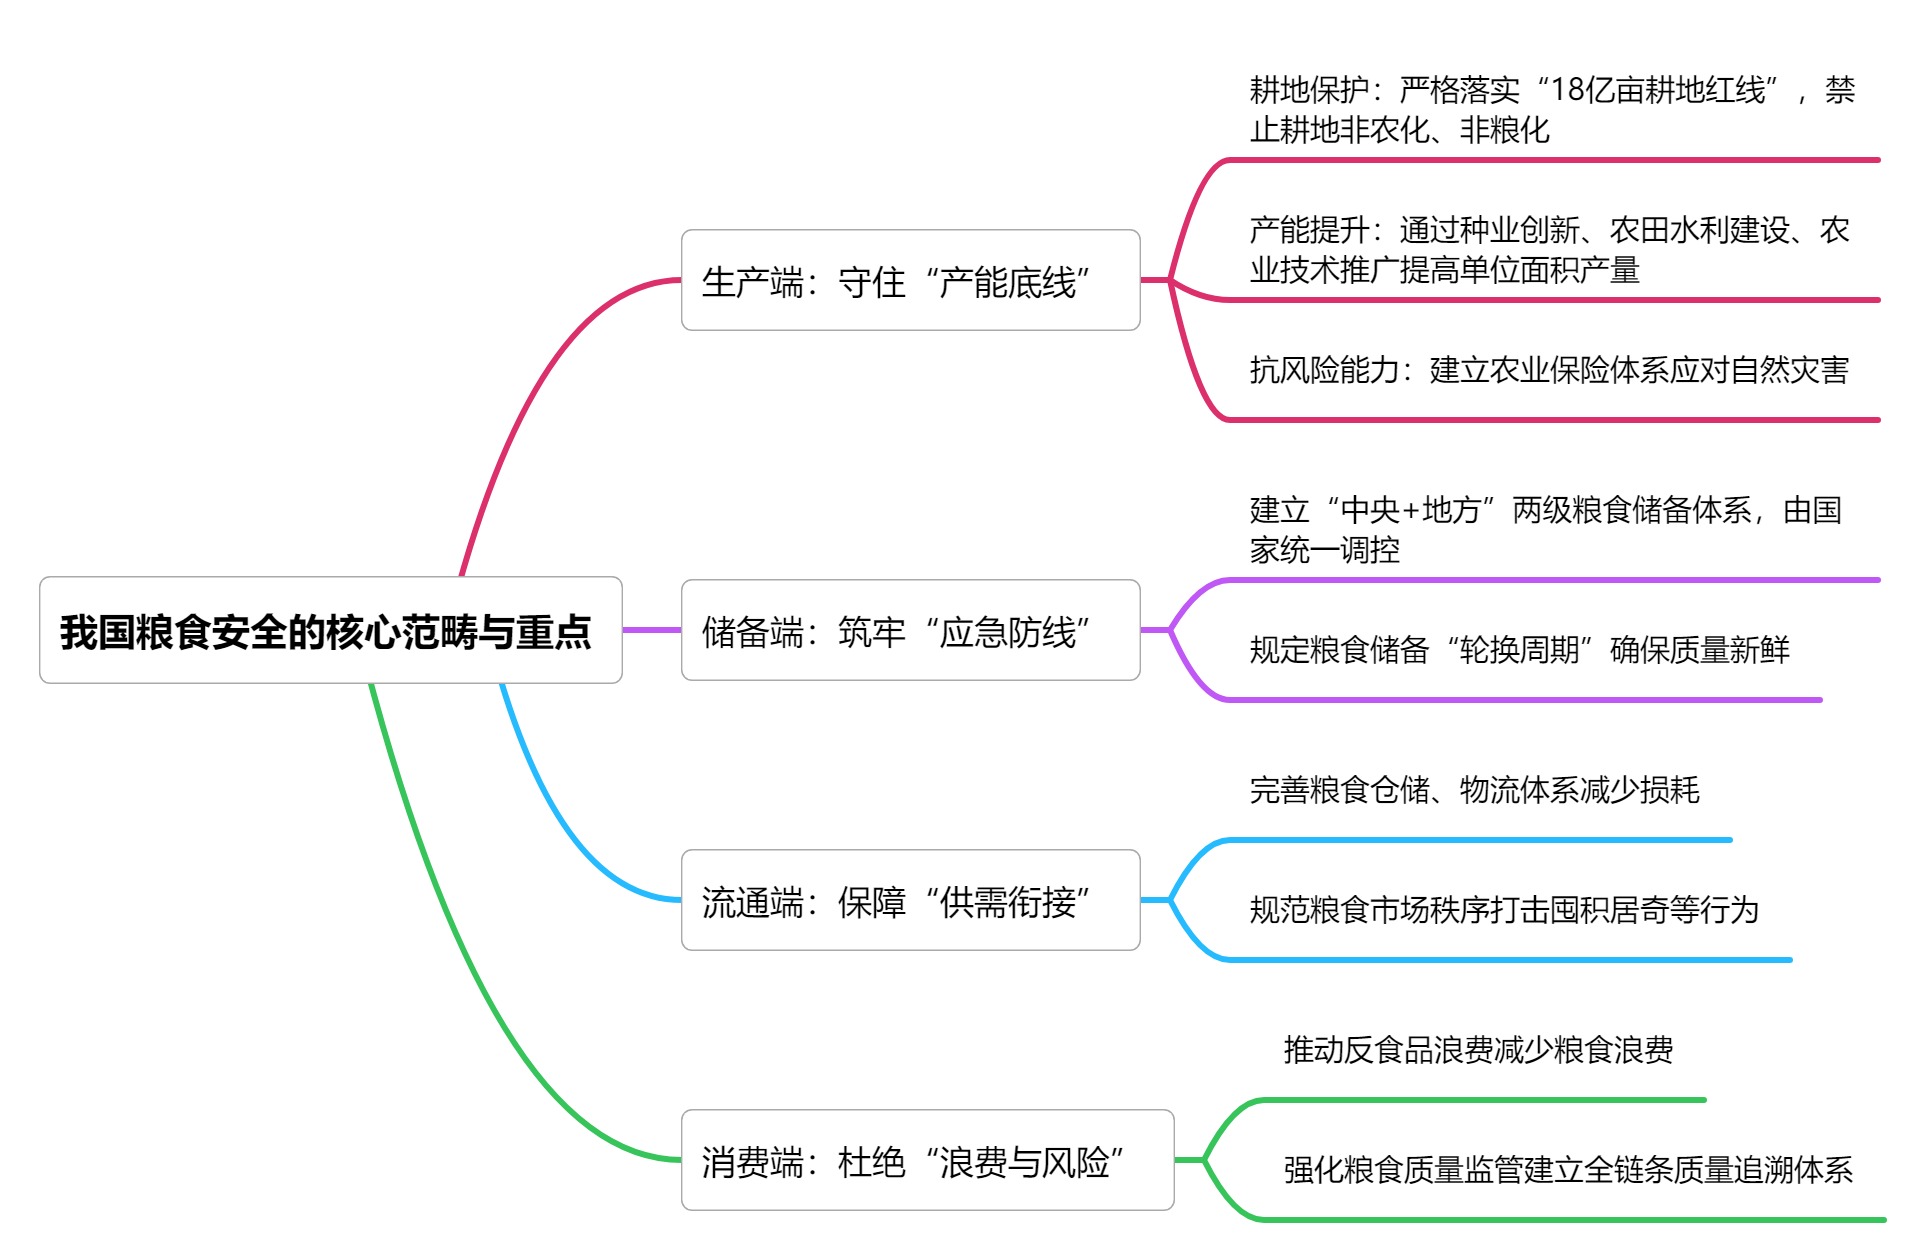 我国粮食安全的核心范畴与重点
生产端：守住“产能底线”
耕地保护：严格落实“18亿亩耕地红线”，禁
止耕地非农化、非粮化
产能提升：通过种业创新、农田水利建设、农
业技术推广提高单位面积产量
抗风险能力：建立农业保险体系应对自然灾害
储备端：筑牢“应急防线”
建立“中央+地方”两级粮食储备体系，由国
家统一调控
规定粮食储备“轮换周期”确保质量新鲜
流通端：保障“供需衔接”
完善粮食仓储、物流体系减少损耗
规范粮食市场秩序打击囤积居奇等行为
消费端：杜绝“浪费与风险”
推动反食品浪费减少粮食浪费
强化粮食质量监管建立全链条质量追溯体系